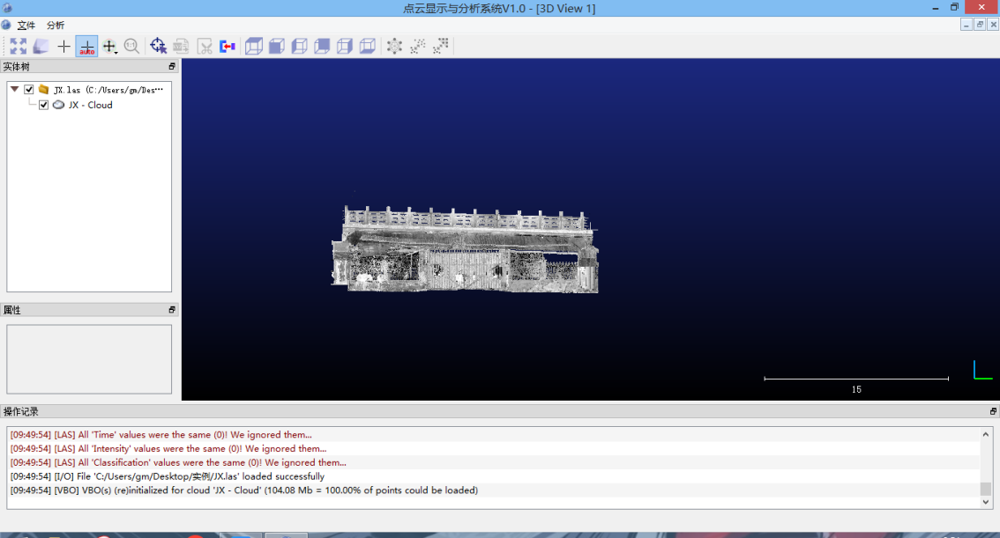 点云显示与分析系统V1.0 - [3D View 1]
文件 分析
auto
实体树
JX.las (C:/Users/gm/Des···
JX - Cloud
属性
15
操作记录
[09:49:54] [LAS] All 'Time' values were the same (0)! We ignored them...
[09:49:54] [LAS] All 'Intensity' values were the same (0)! We ignored them...
[09:49:54] [LAS] All 'Classification' values were the same (0)! We ignored them...
[09:49:54] [I/O] File 'C:/Users/gm/Desktop/实例/JX.las' loaded successfully
[09:49:54] [VBO] VBO(s) (re)initialized for cloud 'JX - Cloud' (104.08 Mb = 100.00% of points could be loaded)